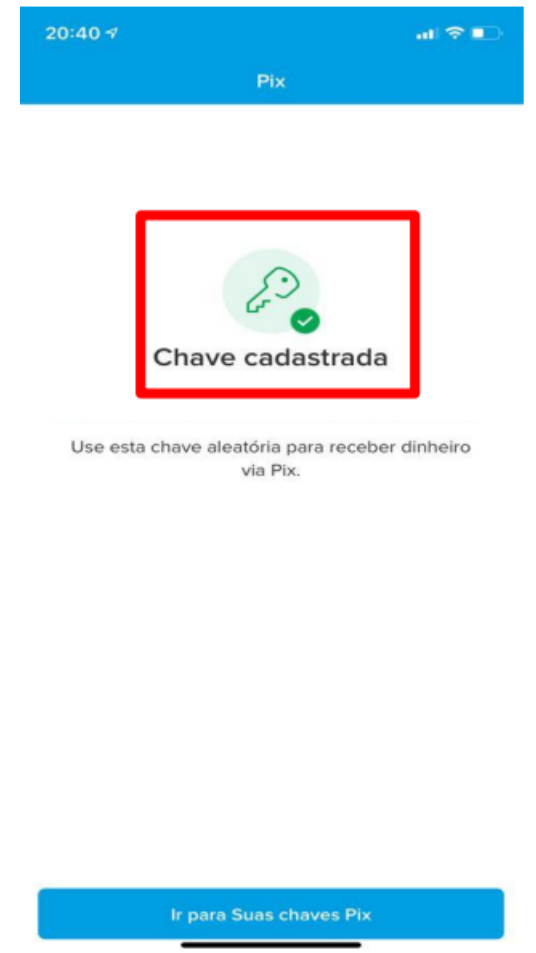 20:40
Pix
Chave cadastrada
Use esta chave aleatória para receber dinheiro
via Pix.
Ir para Suas chaves Pix